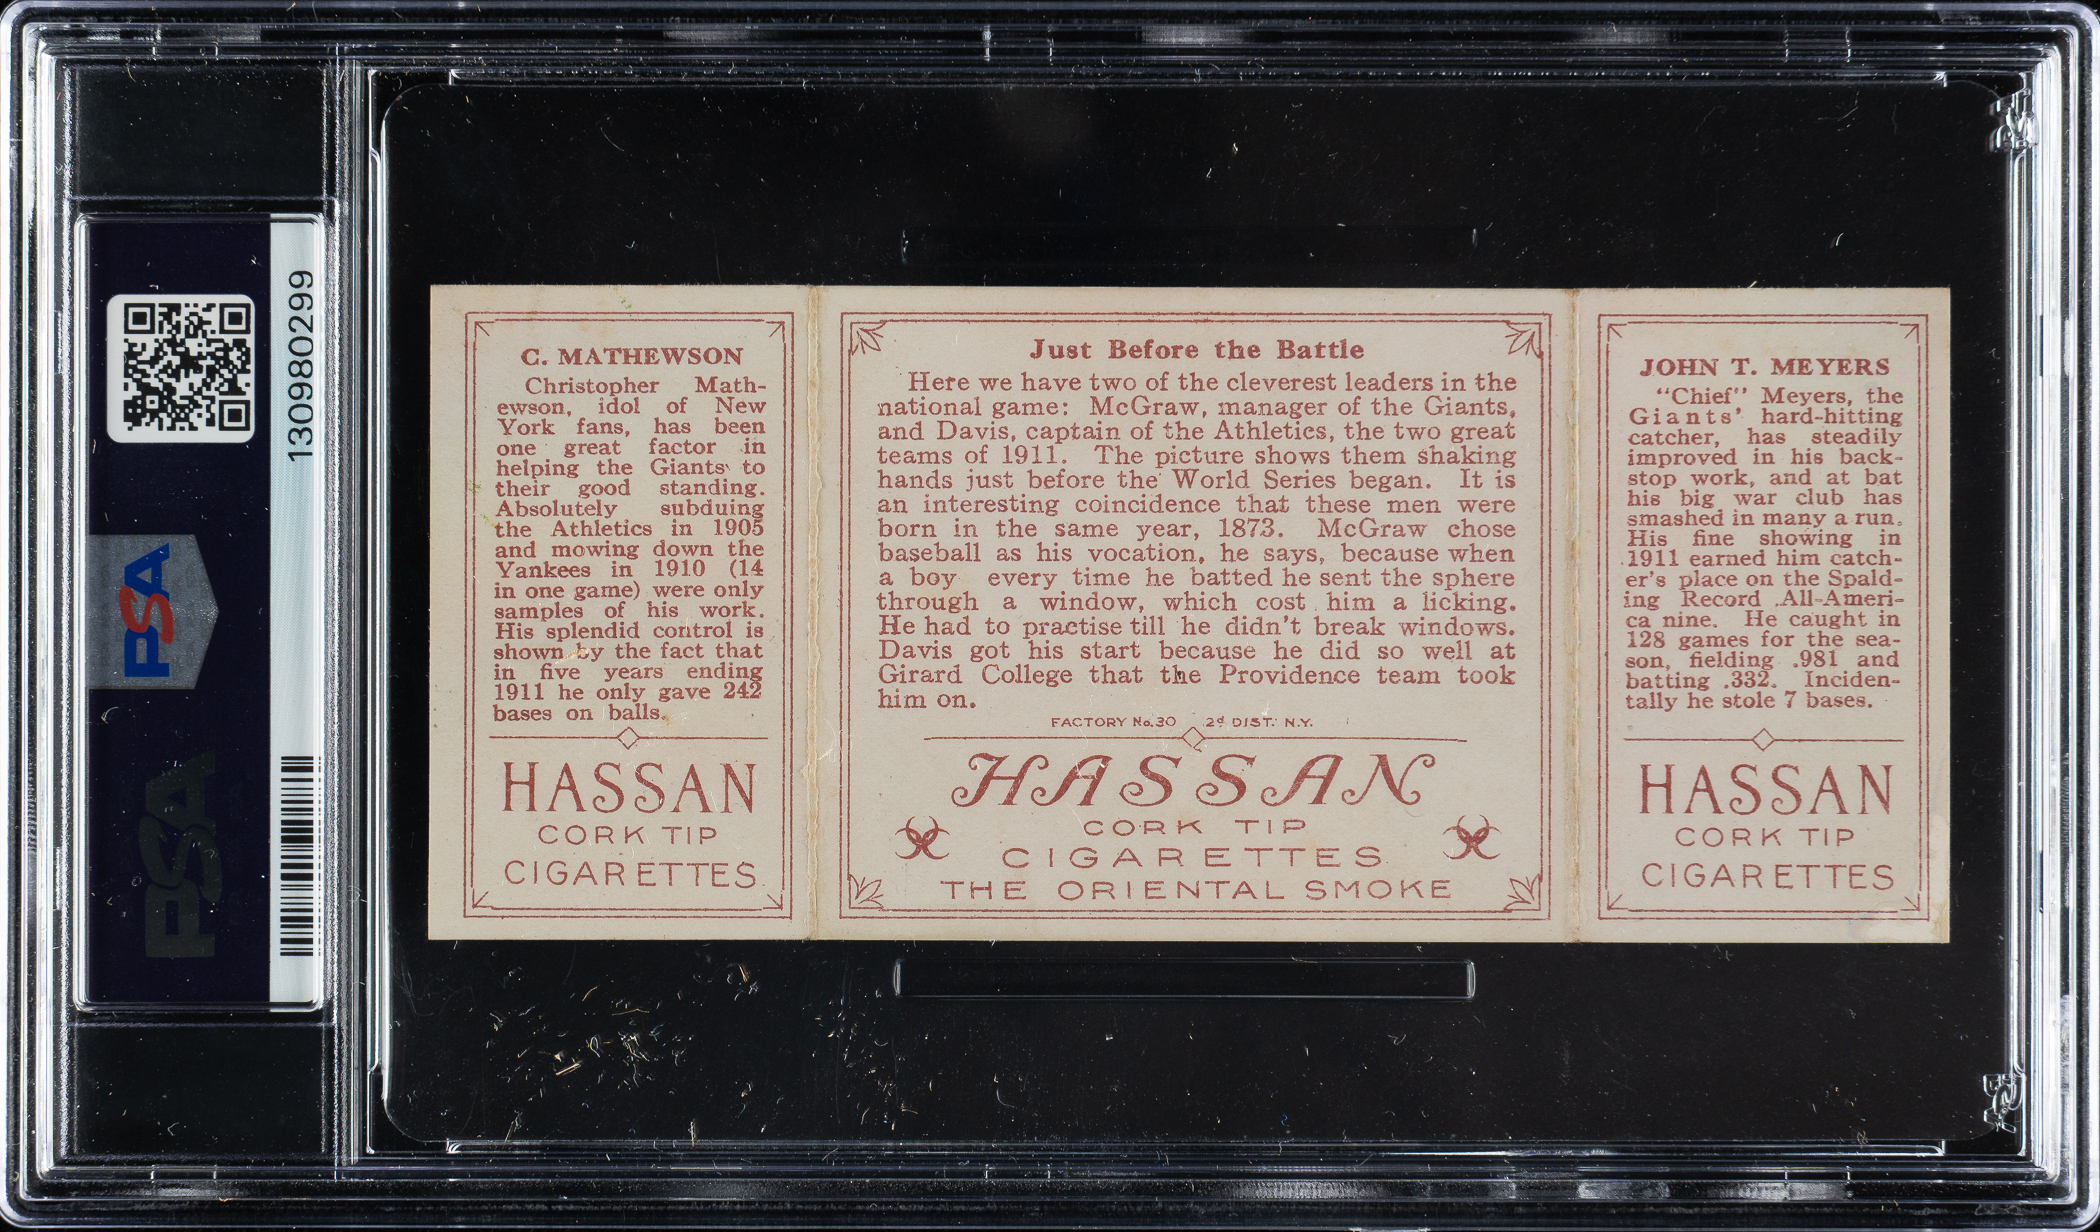 130980299
PSA
PSA
C. MATHEWSON
Christopher Math-
ewson, idol of New
York fans, has been
one great factor in
helping the Giants to
their good standing.
Absolutely subduing
the Athletics in 1905
and mowing down the
Yankees in 1910 (14
in one game) were only
samples of his work.
His splendid control is
shown by the fact that
in five years ending
1911 he only gave 242
bases on balls.
HASSAN
CORK TIP
CIGARETTES
Just Before the Battle
Here we have two of the cleverest leaders in the
national game: McGraw, manager of the Giants,
and Davis, captain of the Athletics, the two great
teams of 1911. The picture shows them shaking
hands just before the World Series began. It is
an interesting coincidence that these men were
born in the same year, 1873. McGraw chose
baseball as his vocation, he says, because when
a boy every time he batted he sent the sphere
through a window, which cost him a licking.
He had to practise till he didn't break windows.
Davis got his start because he did so well at
Girard College that the Providence team took
him on.
FACTORY No.30 2d DIST. N.Y.
HASSAN
CORK TIP
CIGARETTES
THE ORIENTAL SMOKE
JOHN T. MEYERS
"Chief" Meyers, the
Giants' hard-hitting
catcher, has steadily
improved in his back-
stop work, and at bat
his big war club has
smashed in many a run.
His fine showing in
1911 earned him catch-
er's place on the Spald-
ing Record All-Ameri-
ca nine. He caught in
128 games for the sea-
son, fielding .981 and
batting .332. Inciden-
tally he stole 7 bases.
HASSAN
CORK TIP
CIGARETTES